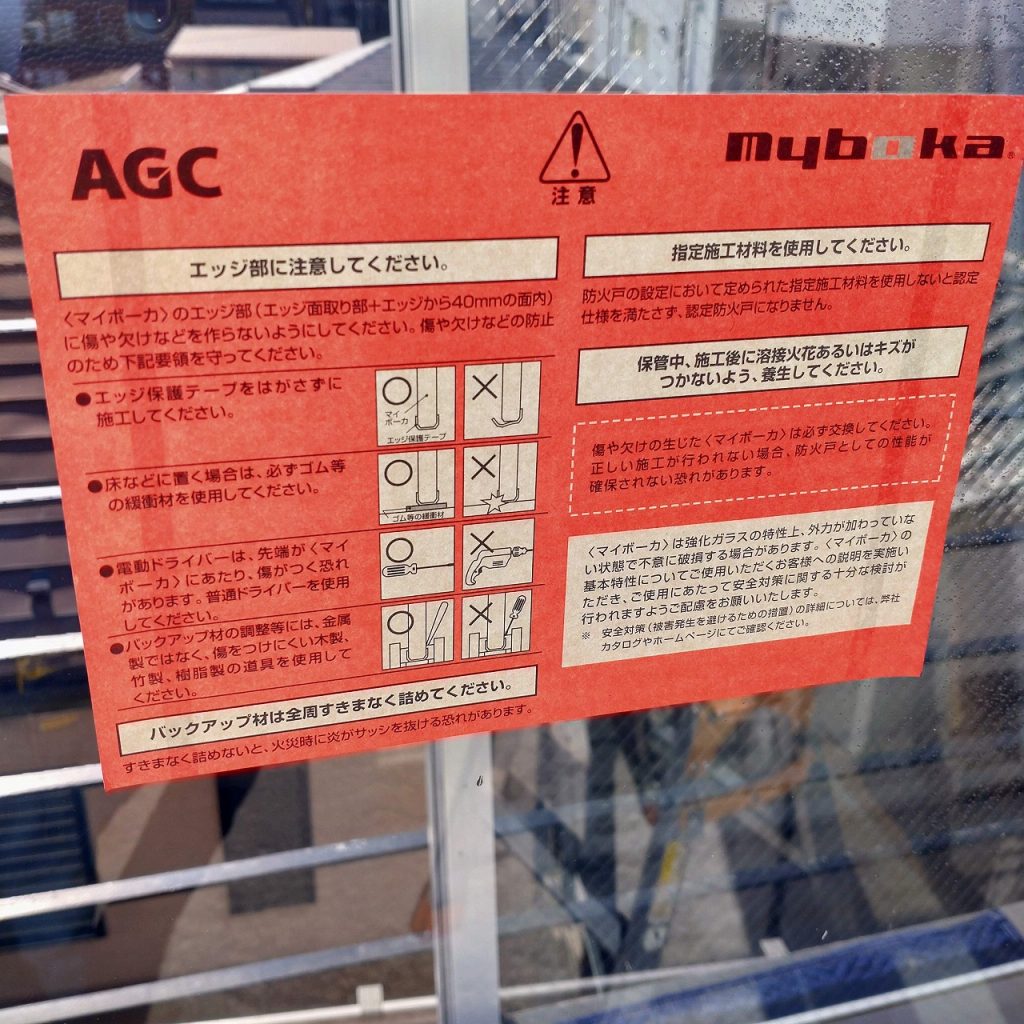 AGC
注意
myboka®
エッジ部に注意してください。
〈マイボーカ〉のエッジ部（エッジ面取り部＋エッジから40mmの面内）
に傷や欠けなどを作らないようにしてください。傷や欠けなどの防止
のため下記要領を守ってください。
●エッジ保護テープをはがさずに
施工してください。
マイ
ボーカ
エッジ保護テープ
●床などに置く場合は、必ずゴム等
の緩衝材を使用してください。
ゴム等の緩衝材
●電動ドライバーは、先端が〈マイ
ボーカ〉にあたり、傷がつく恐れ
があります。普通ドライバーを使用
してください。
●バックアップ材の調整等には、金属
製ではなく、傷をつけにくい木製、
竹製、樹脂製の道具を使用して
ください。
バックアップ材は全周すきまなく詰めてください。
すきまなく詰めないと、火災時に炎がサッシを抜ける恐れがあります。
指定施工材料を使用してください。
防火戸の設定において定められた指定施工材料を使用しないと認定
仕様を満たさず、認定防火戸になりません。
保管中、施工後に溶接火花あるいはキズが
つかないよう、養生してください。
傷や欠けの生じた〈マイボーカ〉は必ず交換してください。
正しい施工が行われない場合、防火戸としての性能が
確保されない恐れがあります。
〈マイボーカ〉は強化ガラスの特性上、外力が加わっていな
い状態で不意に破損する場合があります。〈マイボーカ〉の
基本特性についてご使用いただくお客様への説明を実施い
ただき、ご使用にあたって安全対策に関する十分な検討が
行われますようご配慮をお願いいたします。
※ 安全対策（被害発生を避けるための措置）の詳細については、弊社
カタログやホームページにてご確認ください。